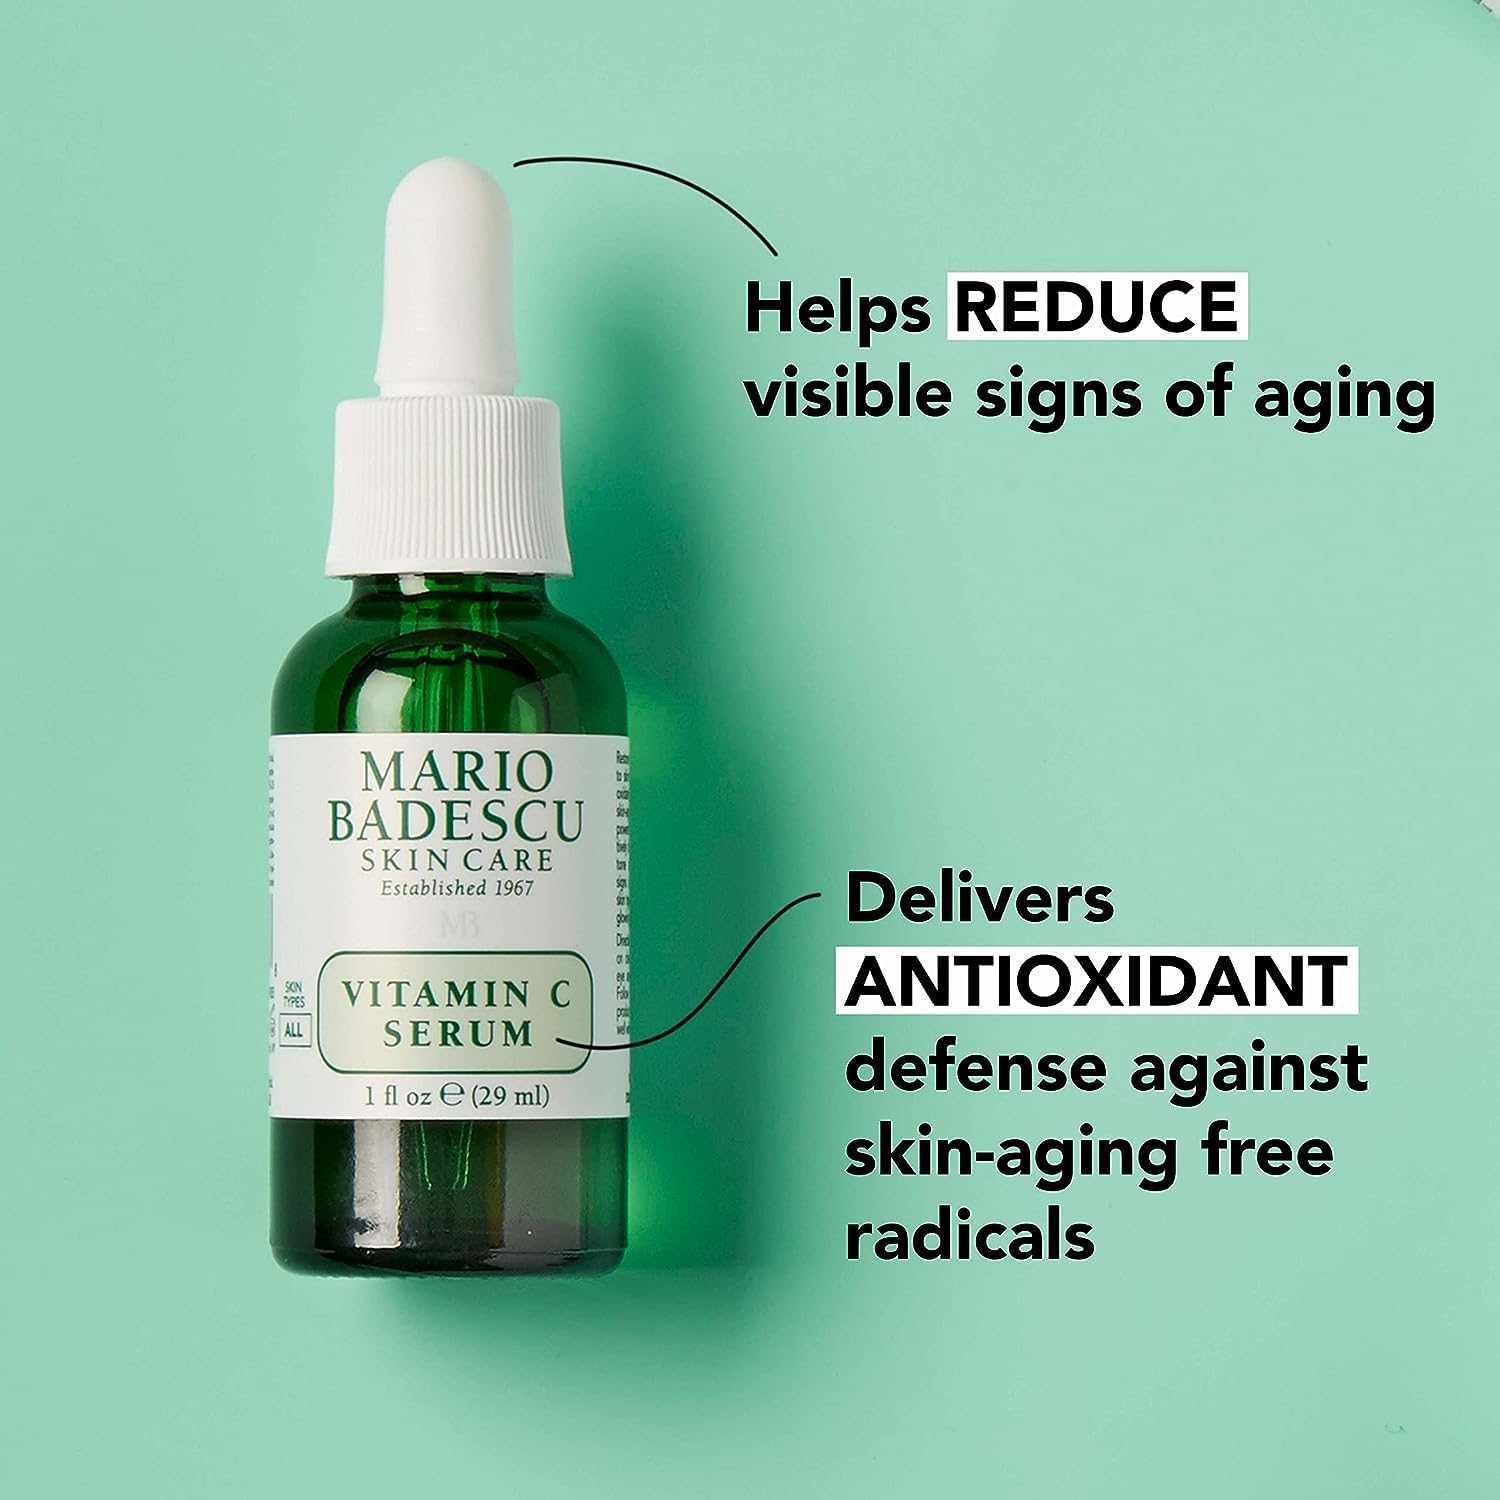 Helps REDUCE
visible signs of aging
MARIO
BADESCU
SKIN CARE
Established 1967
MB
VITAMIN C
SERUM
1 fl oz ℮ (29 ml)
SKIN
TYPES
ALL
Delivers
ANTIOXIDANT
defense against
skin-aging free
radicals